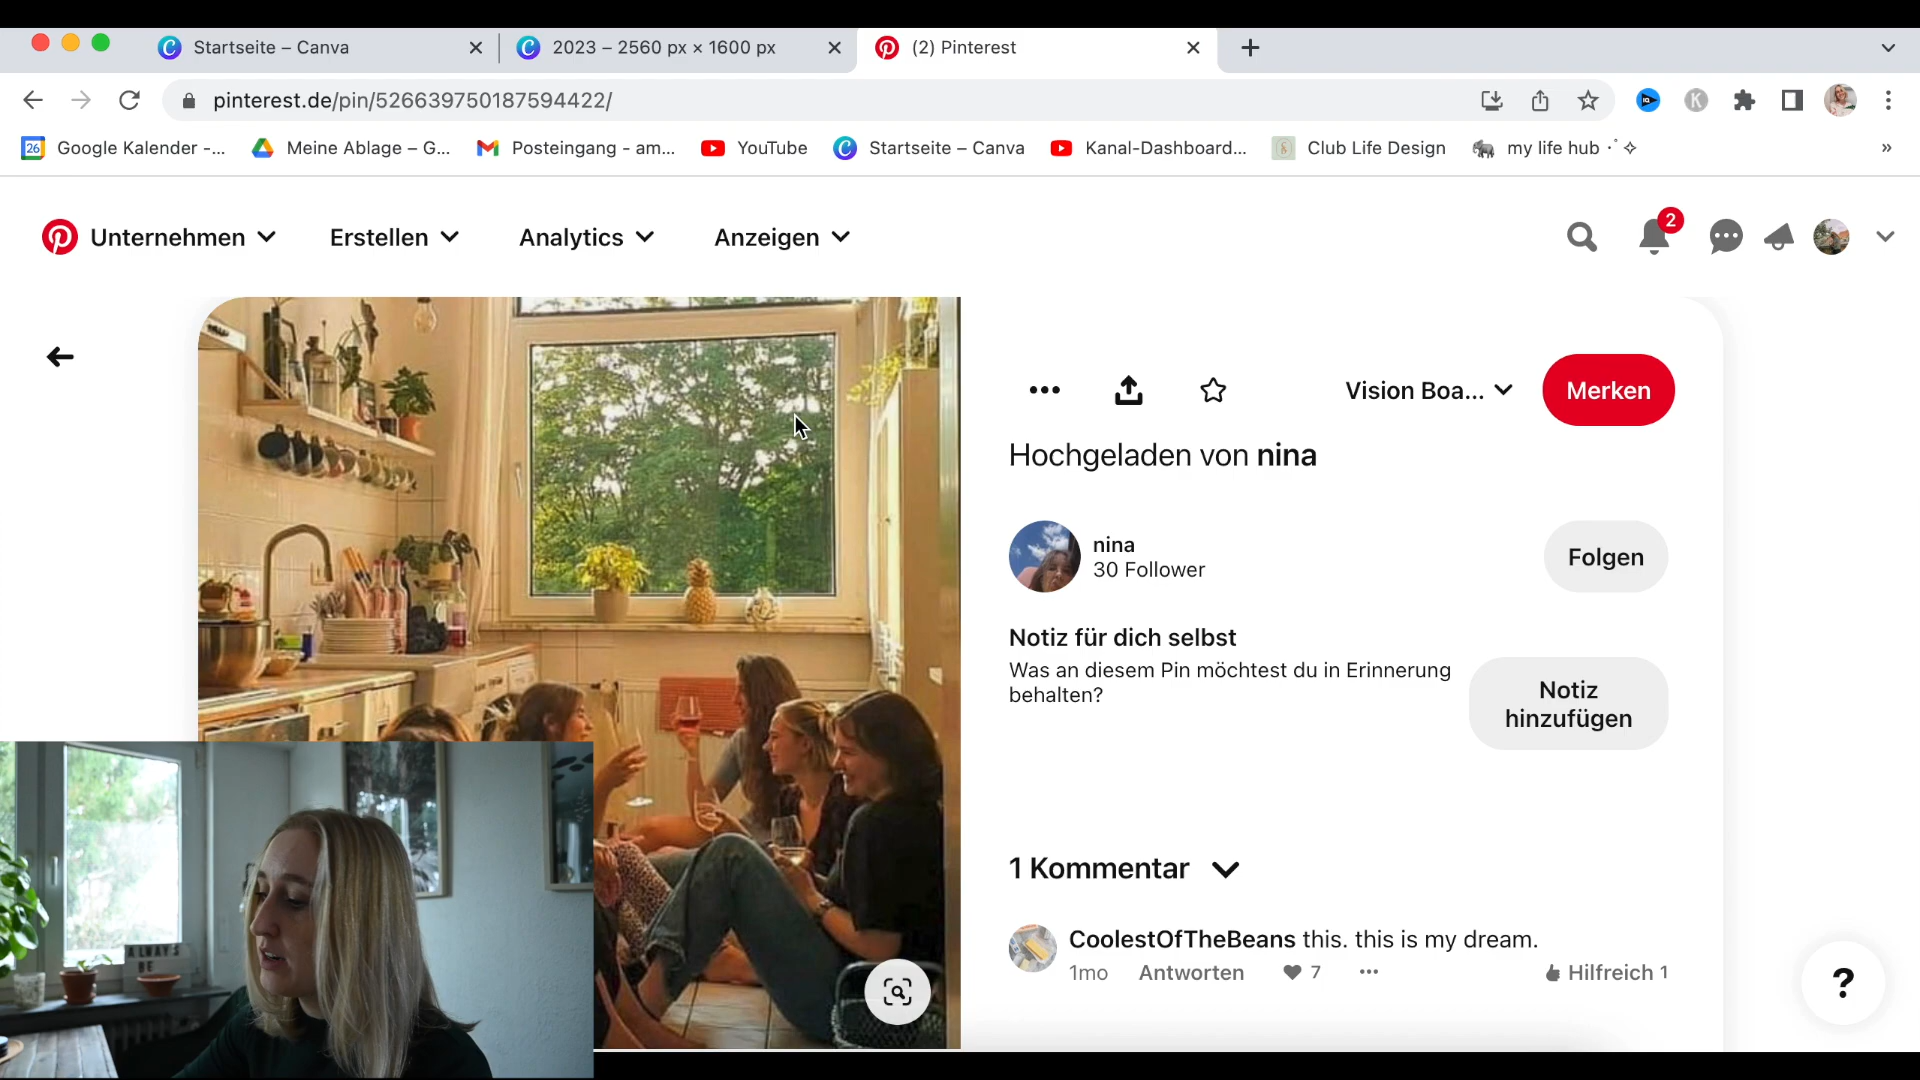 Startseite – Canva
2023 – 2560 px × 1600 px
(2) Pinterest
pinterest.de/pin/526639750187594422/
K
26 Google Kalender -...
Meine Ablage – G...
Posteingang - am...
YouTube
Startseite – Canva
Kanal-Dashboard...
Club Life Design
my life hub
»
Unternehmen
Erstellen
Analytics
Anzeigen
2
Vision Boa...
Merken
Hochgeladen von nina
nina
30 Follower
Folgen
Notiz für dich selbst
Was an diesem Pin möchtest du in Erinnerung
behalten?
Notiz
hinzufügen
1 Kommentar
CoolestOfTheBeans this. this is my dream.
1mo Antworten 7 ... Hilfreich 1
?
ALWAYS
BE